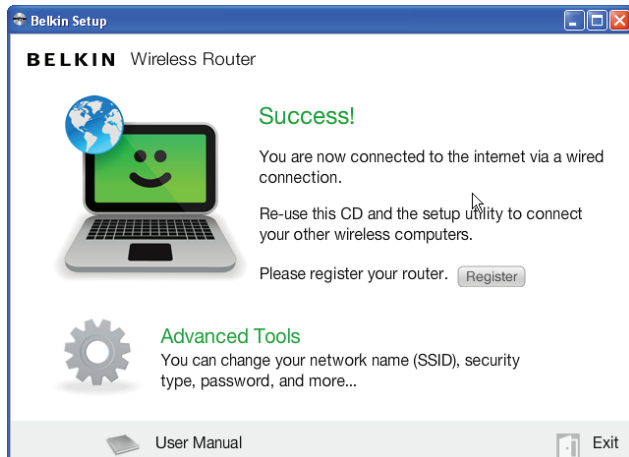 Belkin Setup
BELKIN Wireless Router
Success!
You are now connected to the internet via a wired
connection.
Re-use this CD and the setup utility to connect
your other wireless computers.
Please register your router. Register
Advanced Tools
You can change your network name (SSID), security
type, password, and more...
User Manual Exit